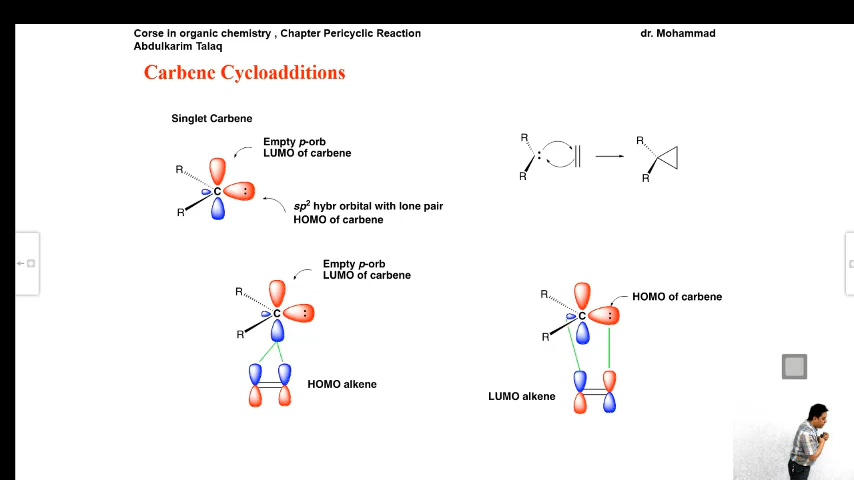 Corse in organic chemistry , Chapter Pericyclic Reaction
Abdulkarim Talaq
dr. Mohammad
Carbene Cycloadditions
Singlet Carbene
Empty p-orb
LUMO of carbene
R
C
:
R
sp2 hybr orbital with lone pair
HOMO of carbene
R
:
R
R
R
Empty p-orb
LUMO of carbene
R
C
:
R
HOMO alkene
HOMO of carbene
R
C
:
R
LUMO alkene